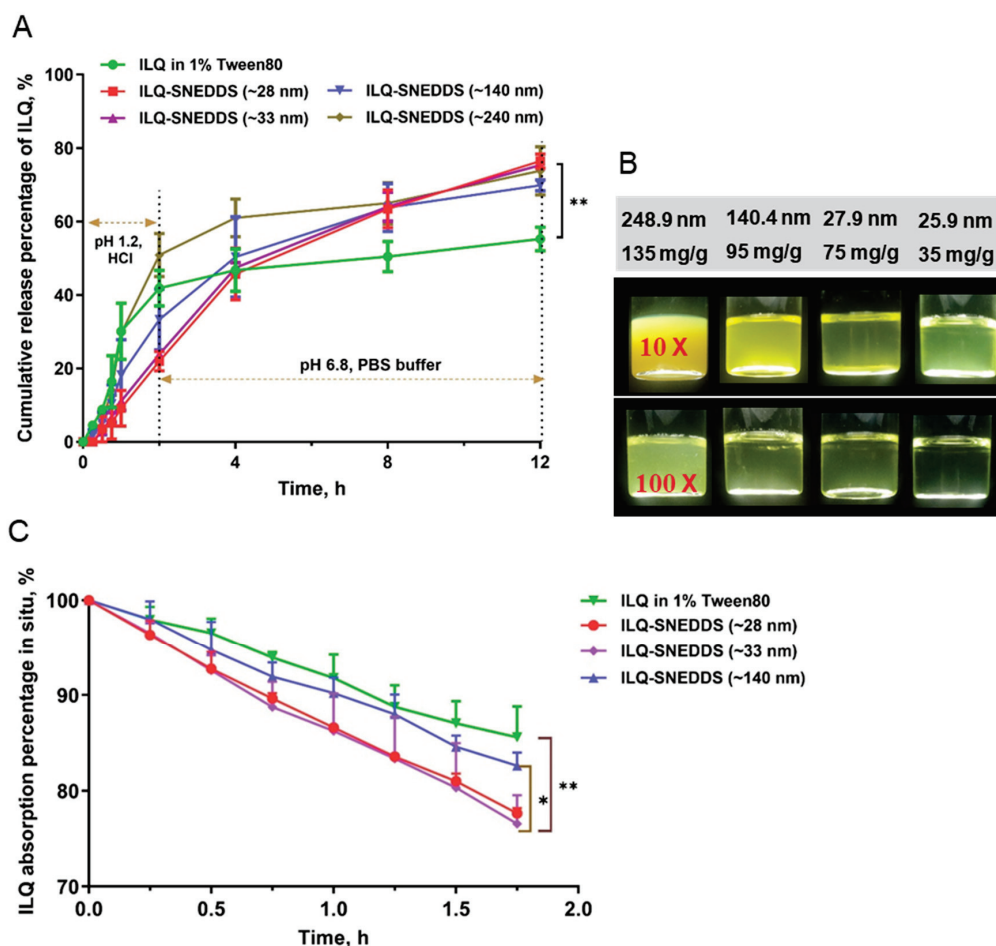 A
ILQ in 1% Tween80
ILQ-SNEDDS (~28 nm)
ILQ-SNEDDS (~140 nm)
ILQ-SNEDDS (~33 nm)
ILQ-SNEDDS (~240 nm)
Cumulative release percentage of ILQ, %
100
80
60
40
20
0
pH 1.2,
HCl
pH 6.8, PBS buffer
**
0
4
8
12
Time, h
B
248.9 nm 140.4 nm 27.9 nm 25.9 nm
135 mg/g 95 mg/g 75 mg/g 35 mg/g
10 X
100 X
C
ILQ absorption percentage in situ, %
100
90
80
70
ILQ in 1% Tween80
ILQ-SNEDDS (~28 nm)
ILQ-SNEDDS (~33 nm)
ILQ-SNEDDS (~140 nm)
*
**
0.0
0.5
1.0
1.5
2.0
Time, h